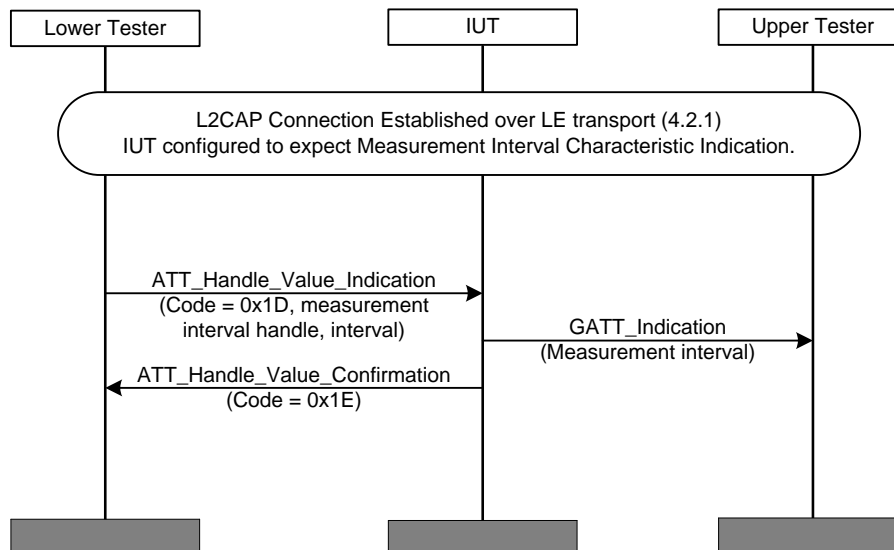 Lower Tester
IUT
Upper Tester
L2CAP Connection Established over LE transport (4.2.1)
IUT configured to expect Measurement Interval Characteristic Indication.
ATT_Handle_Value_Indication
(Code = 0x1D, measurement
interval handle, interval)
GATT_Indication
(Measurement interval)
ATT_Handle_Value_Confirmation
(Code = 0x1E)